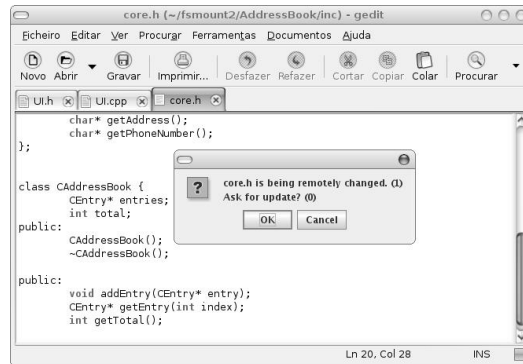 core.h (~/fsmount2/AddressBook/inc) - gedit
Ficheiro Editar Ver Procurar Ferramentas Documentos Ajuda
Novo Abrir Gravar Imprimir... Desfazer Refazer Cortar Copiar Colar Procurar
UI.h UI.cpp core.h
char* getAddress();
char* getPhoneNumber();
};
class CAddressBook {
CEntry* entries;
int total;
public:
CAddressBook();
~CAddressBook();
public:
void addEntry(CEntry* entry);
CEntry* getEntry(int index);
int getTotal();
core.h is being remotely changed. (1)
Ask for update? (0)
OK Cancel
Ln 20, Col 28 INS